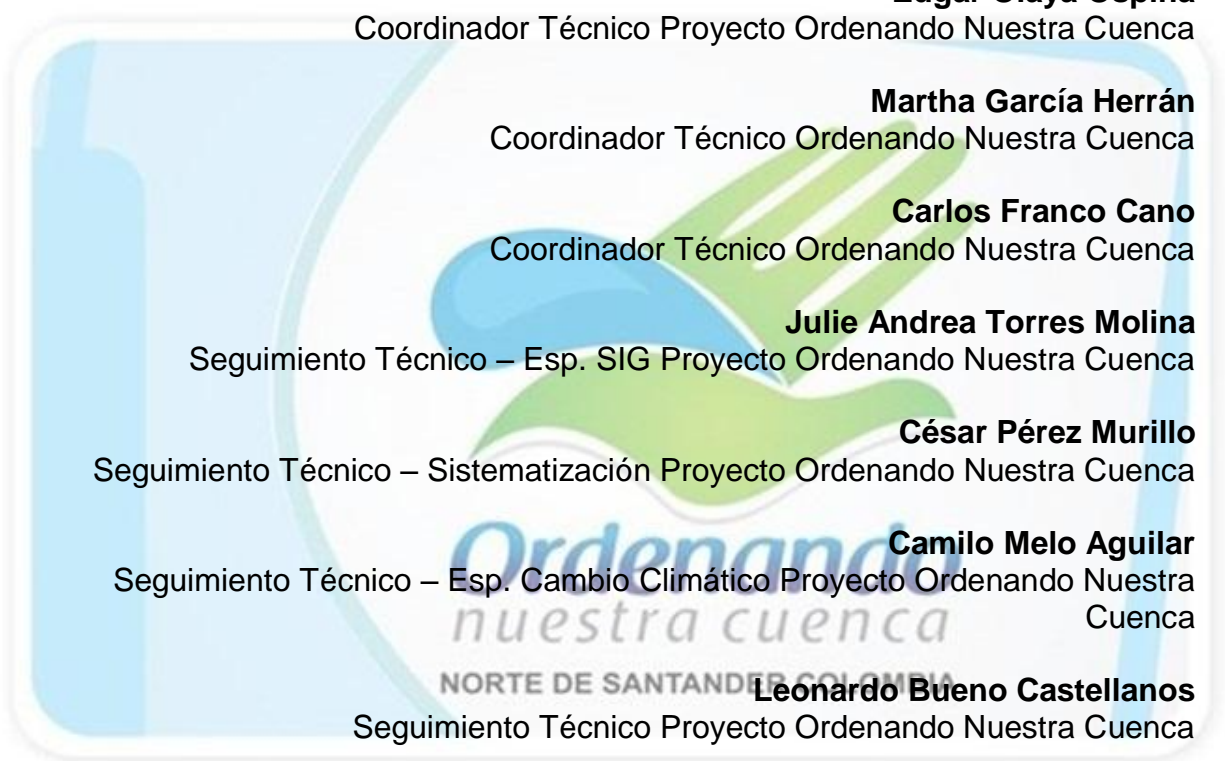 Coordinador Técnico Proyecto Ordenando Nuestra Cuenca
Martha García Herrán
Coordinador Técnico Ordenando Nuestra Cuenca
Carlos Franco Cano
Coordinador Técnico Ordenando Nuestra Cuenca
Julie Andrea Torres Molina
Seguimiento Técnico – Esp. SIG Proyecto Ordenando Nuestra Cuenca
César Pérez Murillo
Seguimiento Técnico – Sistematización Proyecto Ordenando Nuestra Cuenca
Camilo Melo Aguilar
Seguimiento Técnico – Esp. Cambio Climático Proyecto Ordenando Nuestra
Cuenca
Leonardo Bueno Castellanos
Seguimiento Técnico Proyecto Ordenando Nuestra Cuenca
Ordenando
nuestra cuenca
NORTE DE SANTANDER COLOMBIA